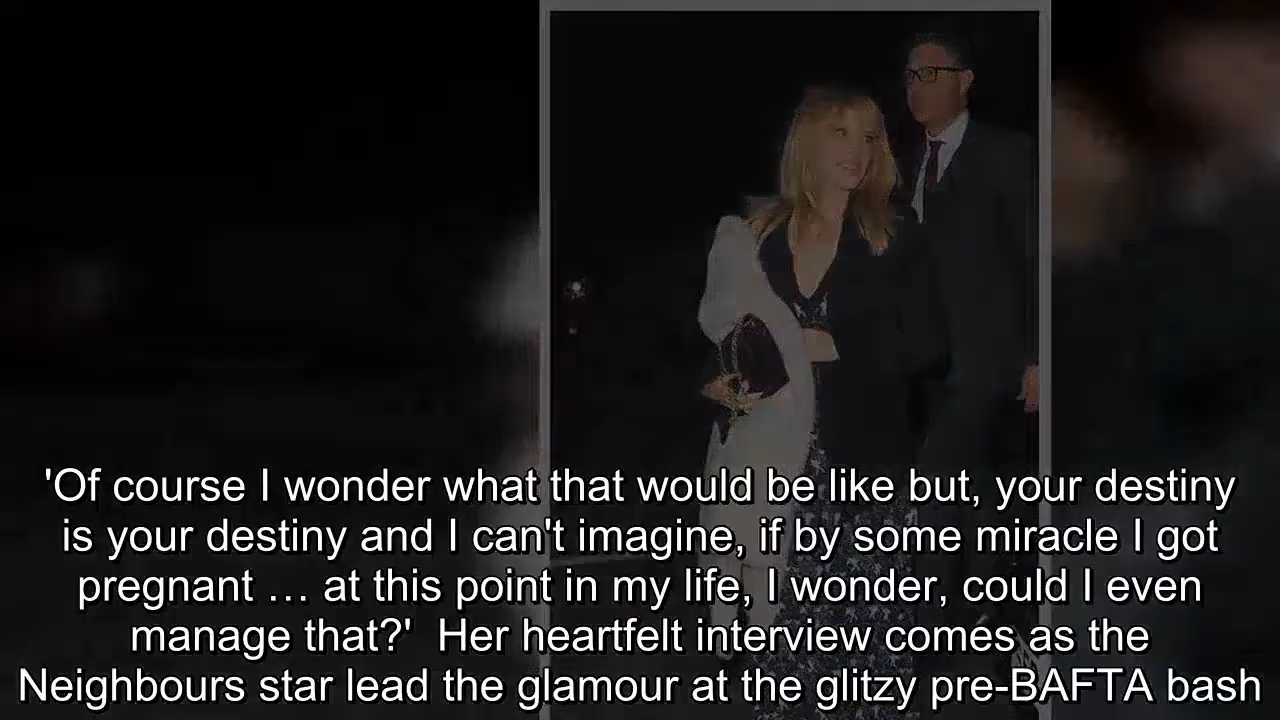 'Of course I wonder what that would be like but, your destiny
is your destiny and I can't imagine, if by some miracle I got
pregnant … at this point in my life, I wonder, could I even
manage that?'  Her heartfelt interview comes as the
Neighbours star lead the glamour at the glitzy pre-BAFTA bash